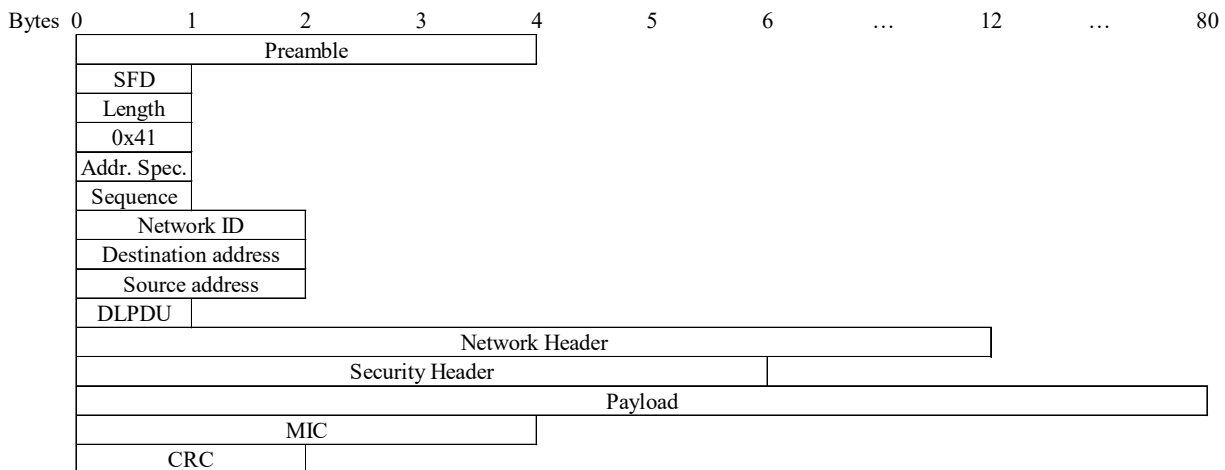 Bytes 0 1 2 3 4 5 6 … 12 … 80
Preamble
SFD
Length
0x41
Addr. Spec.
Sequence
Network ID
Destination address
Source address
DLPDU
Network Header
Security Header
Payload
MIC
CRC